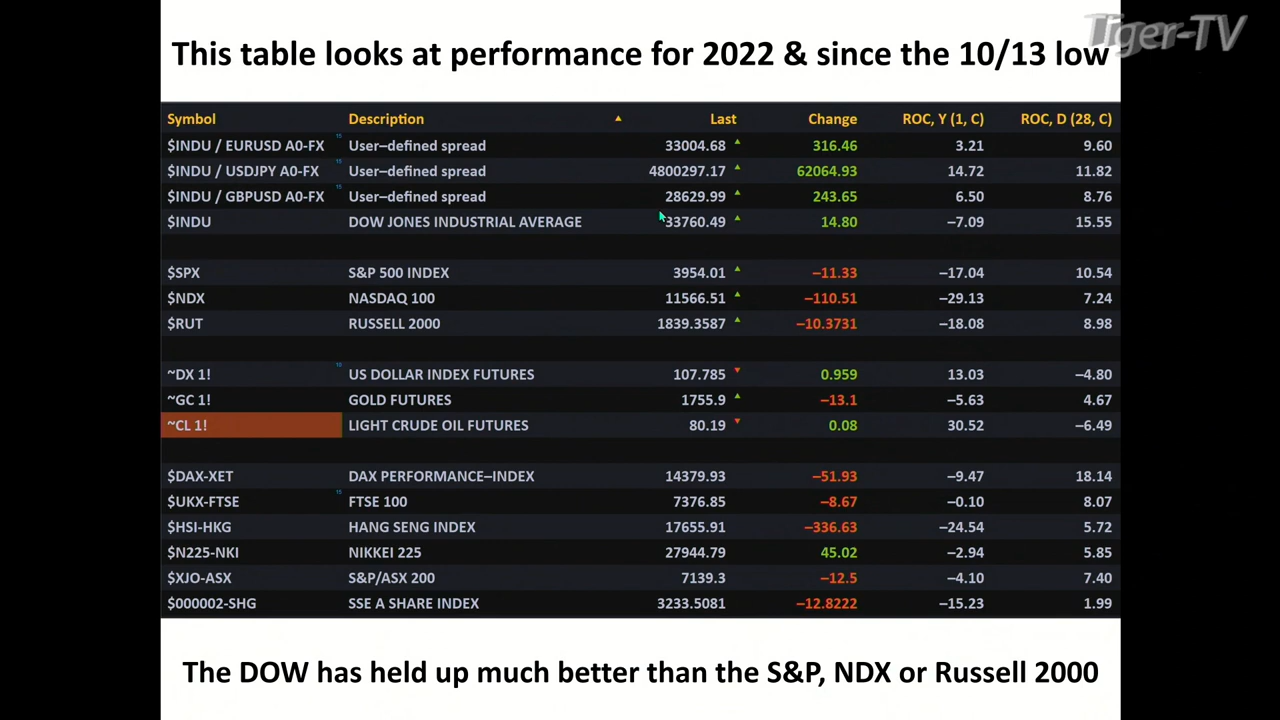 Tiger-TV
This table looks at performance for 2022 & since the 10/13 low
Symbol Description Last Change ROC, Y (1, C) ROC, D (28, C)
$INDU / EURUSD A0-FX 15 User–defined spread 33004.68 316.46 3.21 9.60
$INDU / USDJPY A0-FX 15 User–defined spread 4800297.17 62064.93 14.72 11.82
$INDU / GBPUSD A0-FX 15 User–defined spread 28629.99 243.65 6.50 8.76
$INDU DOW JONES INDUSTRIAL AVERAGE 33760.49 14.80 –7.09 15.55
$SPX S&P 500 INDEX 3954.01 –11.33 –17.04 10.54
$NDX NASDAQ 100 11566.51 –110.51 –29.13 7.24
$RUT RUSSELL 2000 1839.3587 –10.3731 –18.08 8.98
~DX 1! US DOLLAR INDEX FUTURES 107.785 0.959 13.03 –4.80
~GC 1! GOLD FUTURES 1755.9 –13.1 –5.63 4.67
~CL 1! LIGHT CRUDE OIL FUTURES 80.19 0.08 30.52 –6.49
$DAX-XET DAX PERFORMANCE–INDEX 14379.93 –51.93 –9.47 18.14
$UKX-FTSE 15 FTSE 100 7376.85 –8.67 –0.10 8.07
$HSI-HKG HANG SENG INDEX 17655.91 –336.63 –24.54 5.72
$N225-NKI NIKKEI 225 27944.79 45.02 –2.94 5.85
$XJO-ASX S&P/ASX 200 7139.3 –12.5 –4.10 7.40
$000002-SHG SSE A SHARE INDEX 3233.5081 –12.8222 –15.23 1.99
The DOW has held up much better than the S&P, NDX or Russell 2000